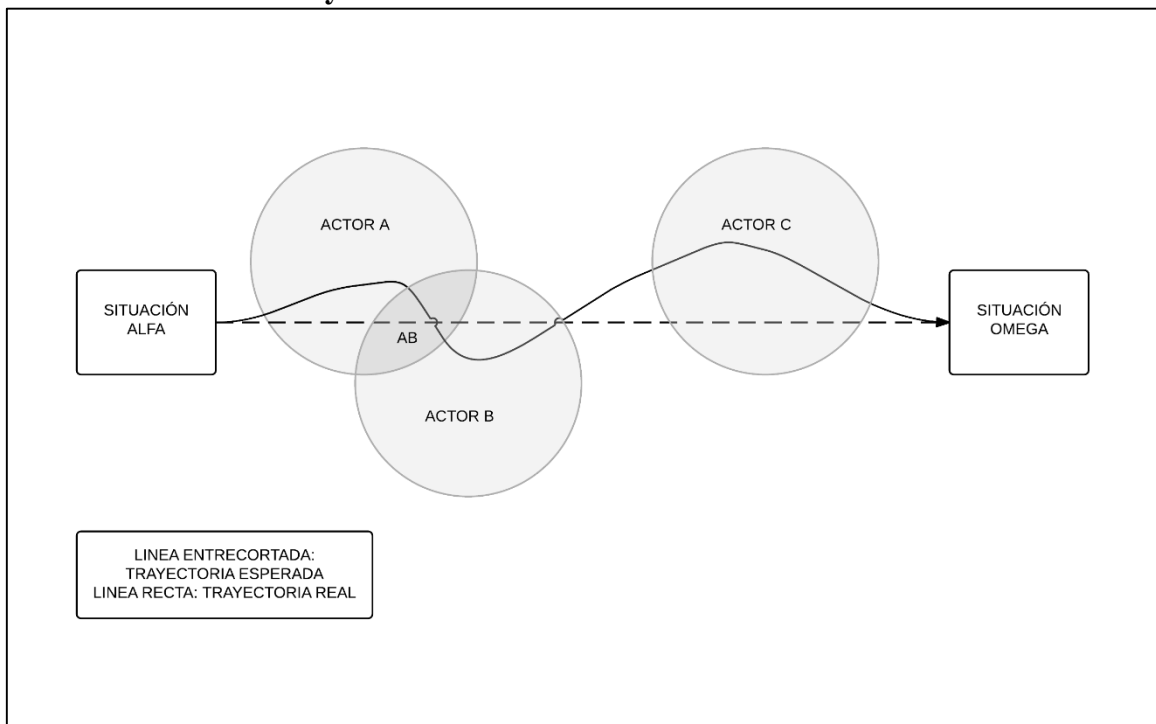 ACTOR A
ACTOR C
SITUACIÓN
ALFA
SITUACIÓN
OMEGA
AB
ACTOR B
LINEA ENTRECORTADA:
TRAYECTORIA ESPERADA
LINEA RECTA: TRAYECTORIA REAL